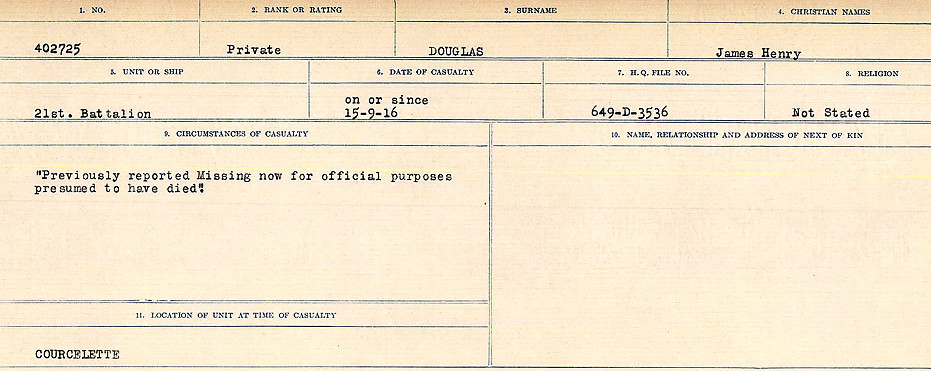 1. NO. 2. RANK OR RATING 3. SURNAME 4. CHRISTIAN NAMES
402725 Private DOUGLAS James Henry
5. UNIT OR SHIP 6. DATE OF CASUALTY 7. H.Q. FILE NO. 8. RELIGION
on or since
21st. Battalion 15-9-16 649-D-3536 Not Stated
9. CIRCUMSTANCES OF CASUALTY 10. NAME, RELATIONSHIP AND ADDRESS OF NEXT OF KIN
"Previously reported Missing now for official purposes
presumed to have died".
11. LOCATION OF UNIT AT TIME OF CASUALTY
COURCELETTE